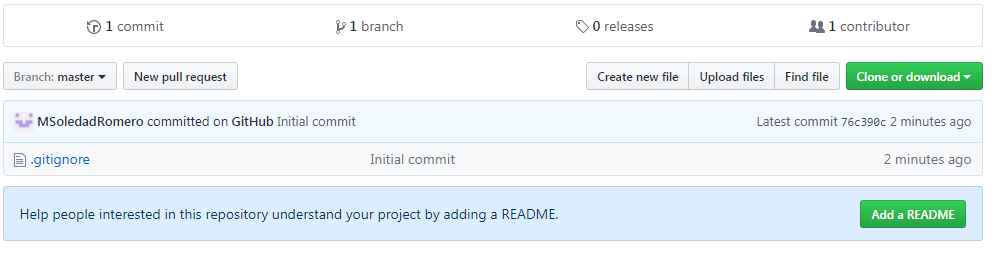 1 commit 1 branch 0 releases 1 contributor
Branch: master New pull request Create new file Upload files Find file Clone or download
MSoledadRomero committed on GitHub Initial commit Latest commit 76c390c 2 minutes ago
.gitignore Initial commit 2 minutes ago
Help people interested in this repository understand your project by adding a README. Add a README